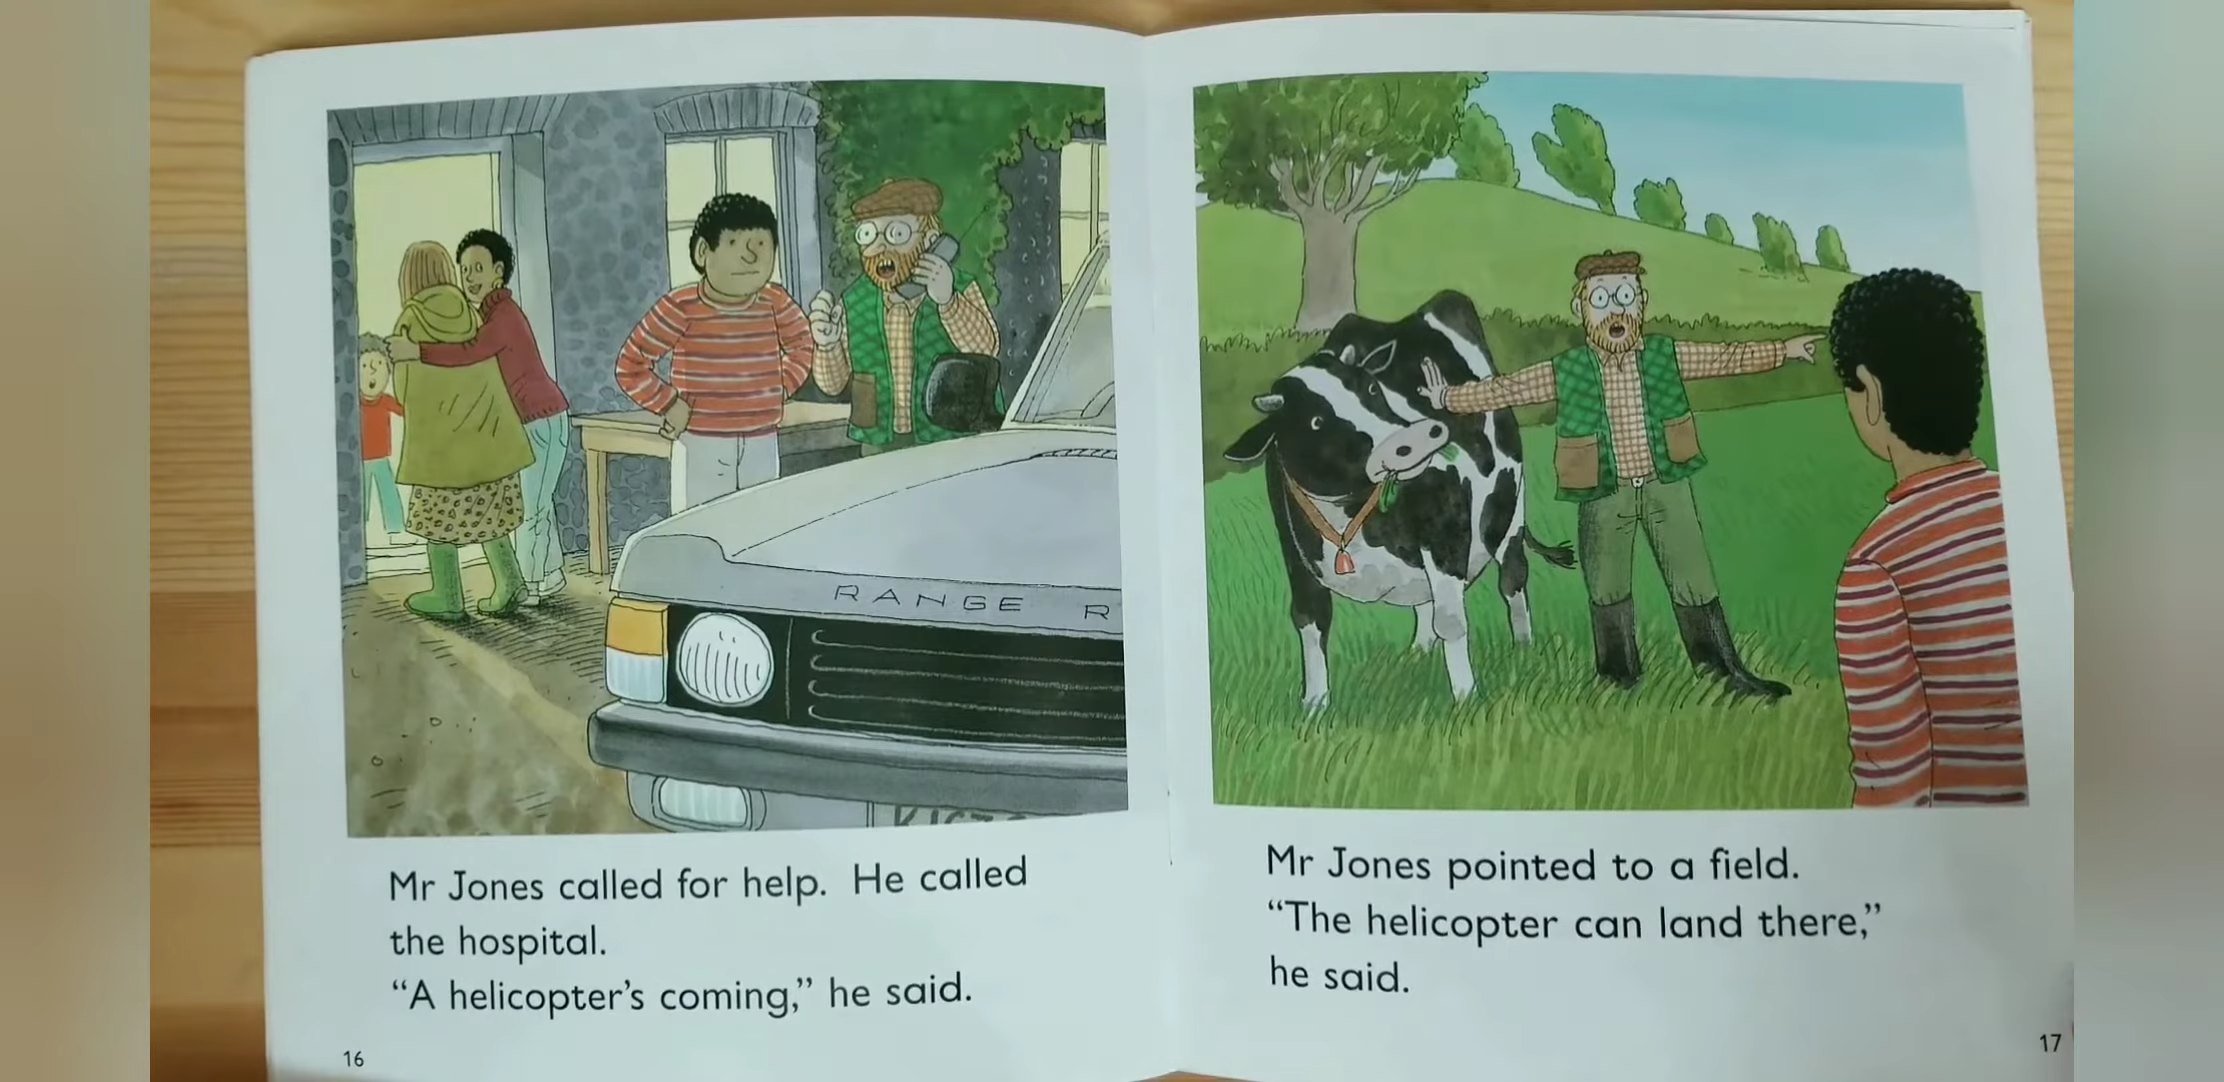 RANGE R
Mr Jones called for help. He called
the hospital.
“A helicopter’s coming,” he said.
16
Mr Jones pointed to a field.
“The helicopter can land there,”
he said.
17